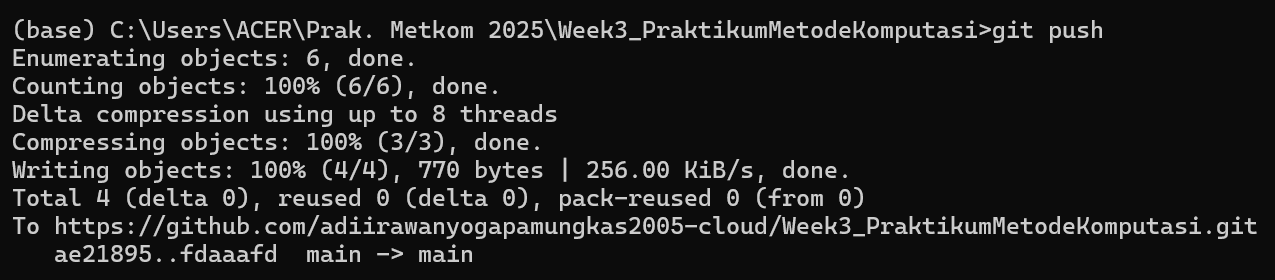 (base) C:\Users\ACER\Prak. Metkom 2025\Week3_PraktikumMetodeKomputasi>git push
Enumerating objects: 6, done.
Counting objects: 100% (6/6), done.
Delta compression using up to 8 threads
Compressing objects: 100% (3/3), done.
Writing objects: 100% (4/4), 770 bytes | 256.00 KiB/s, done.
Total 4 (delta 0), reused 0 (delta 0), pack-reused 0 (from 0)
To https://github.com/adiirawanyogapamungkas2005-cloud/Week3_PraktikumMetodeKomputasi.git
   ae21895..fdaaafd  main -> main